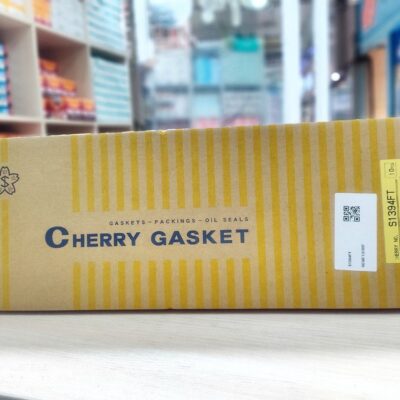 GASKETS-PACKINGS-OIL SEALS
CHERRY GASKET
S1394FT